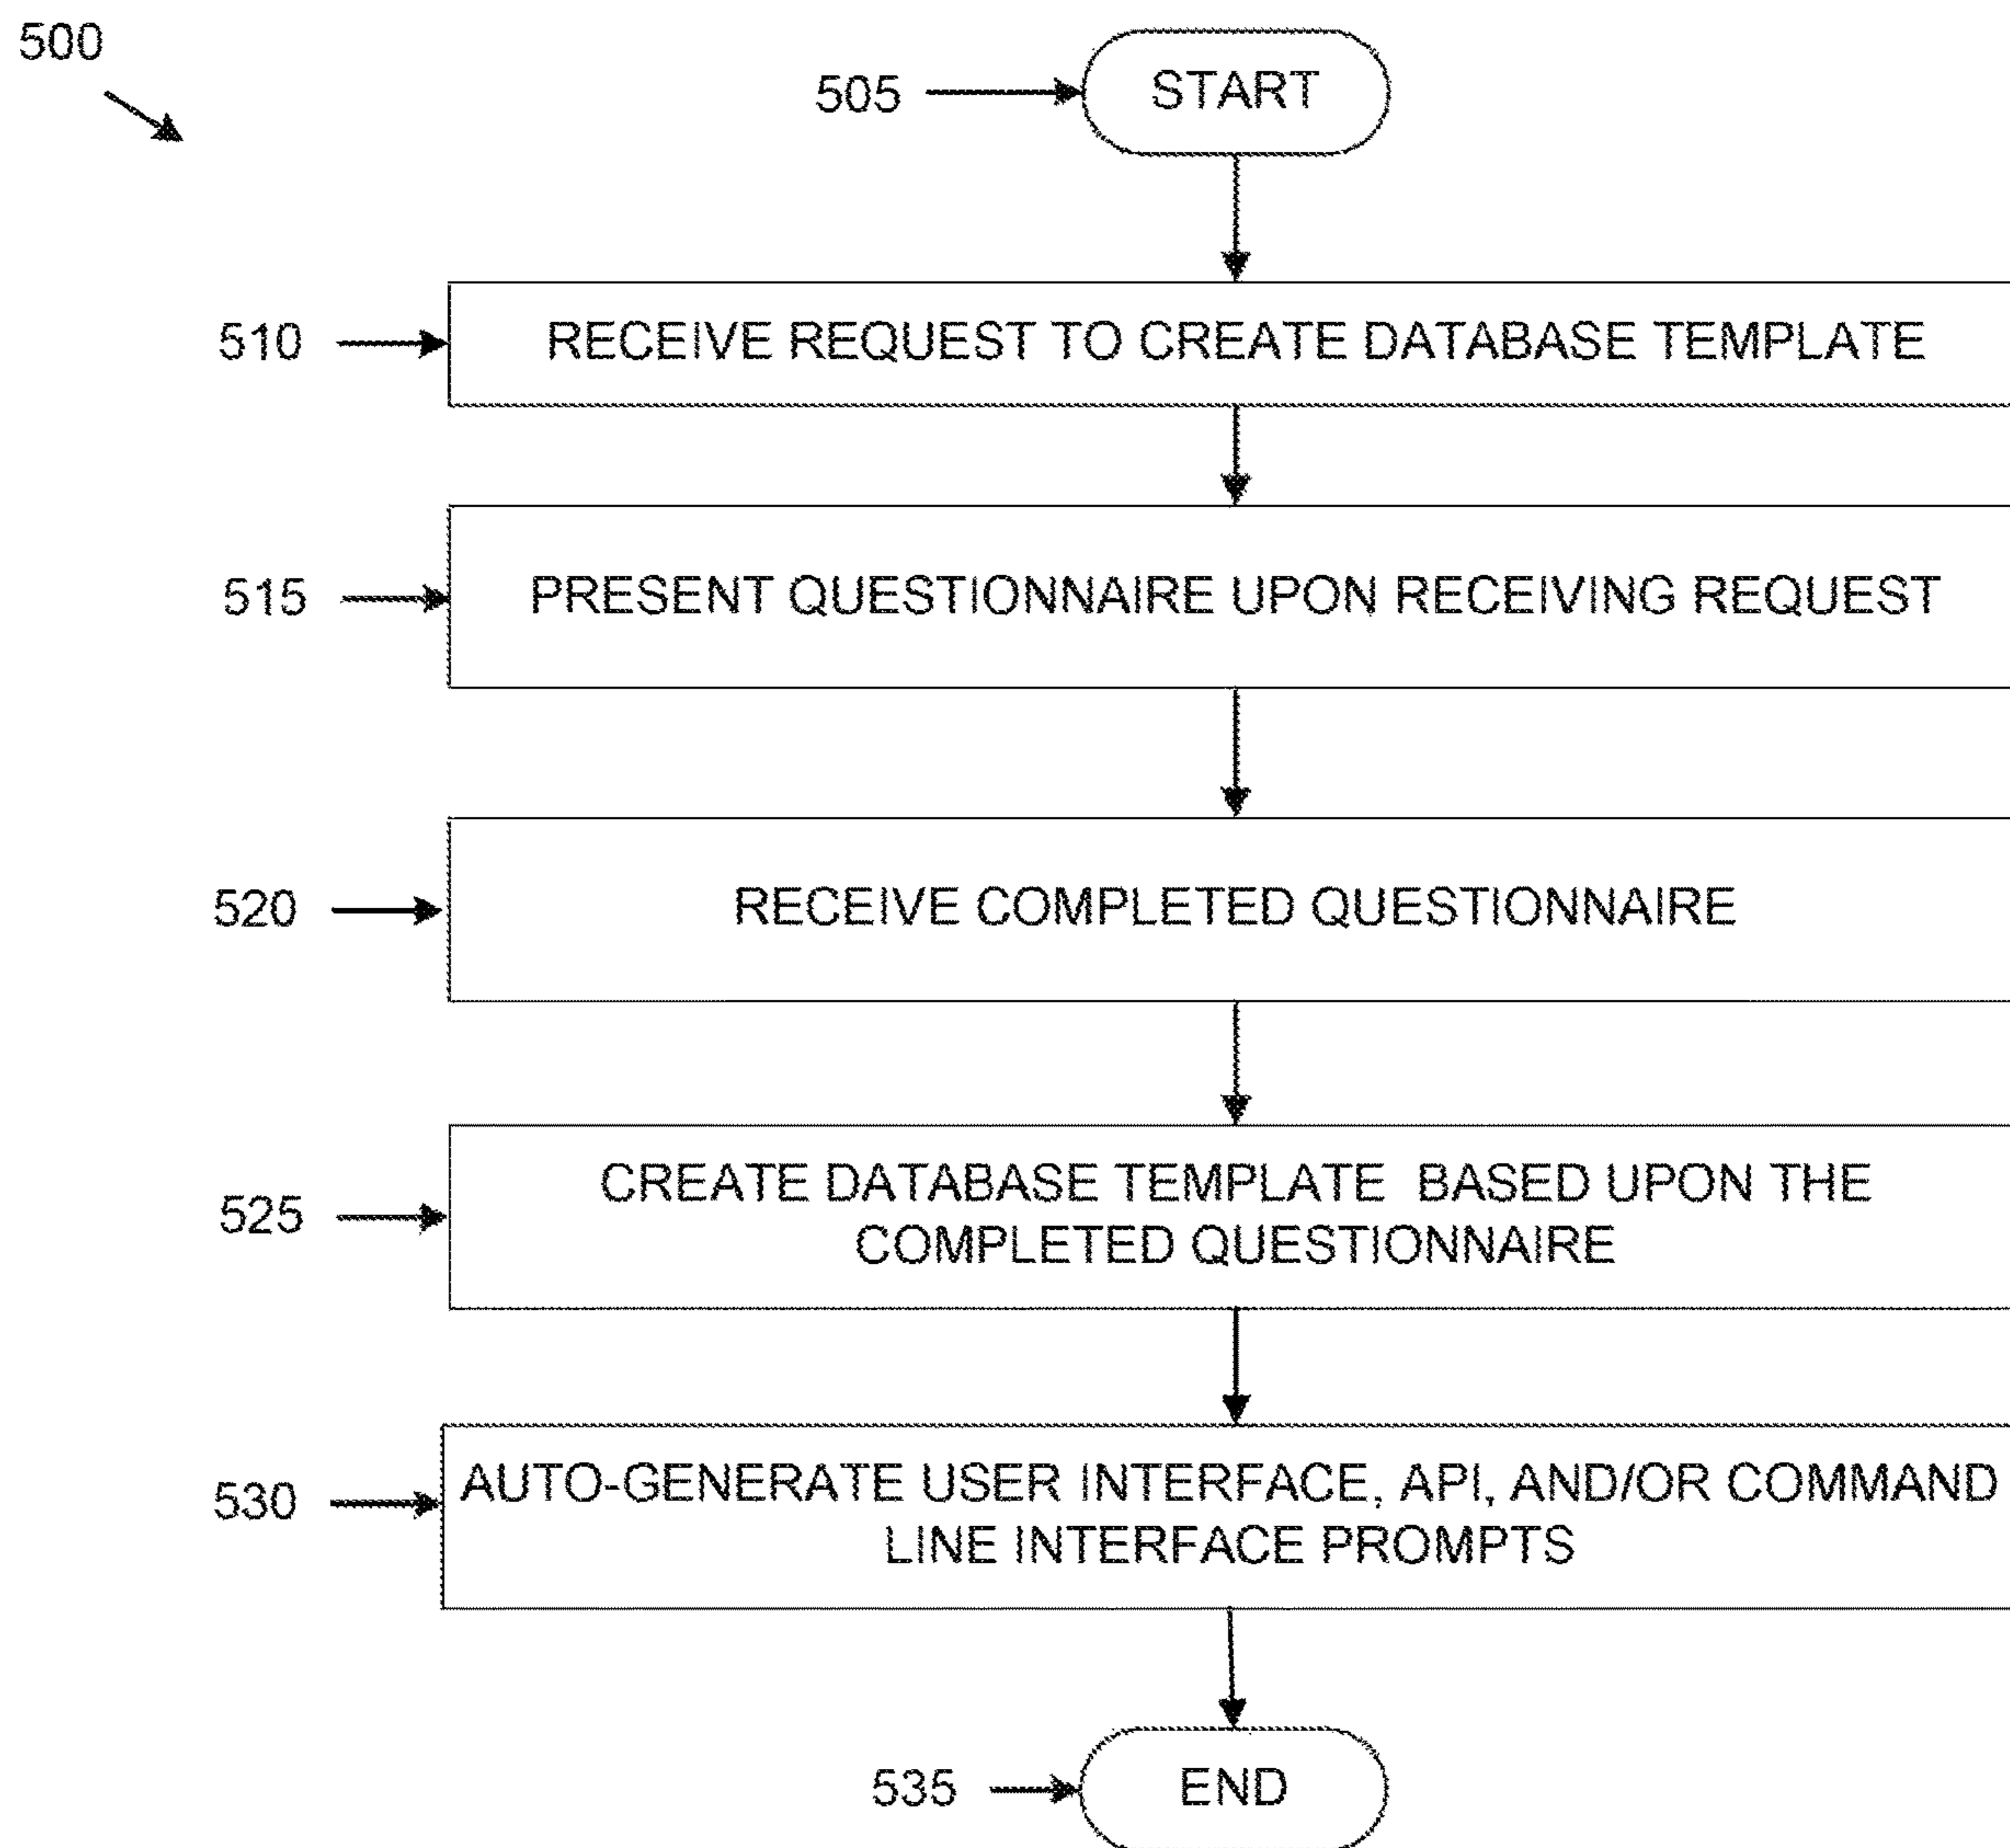 500
505
START
510
RECEIVE REQUEST TO CREATE DATABASE TEMPLATE
515
PRESENT QUESTIONNAIRE UPON RECEIVING REQUEST
520
RECEIVE COMPLETED QUESTIONNAIRE
525
CREATE DATABASE TEMPLATE BASED UPON THE
COMPLETED QUESTIONNAIRE
530
AUTO-GENERATE USER INTERFACE, API, AND/OR COMMAND
LINE INTERFACE PROMPTS
535
END